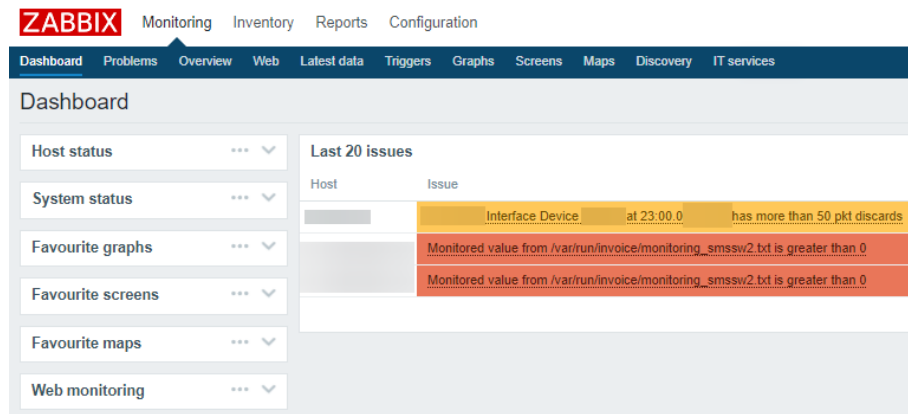 ZABBIX Monitoring Inventory Reports Configuration
Dashboard Problems Overview Web Latest data Triggers Graphs Screens Maps Discovery IT services
Dashboard
Host status
System status
Favourite graphs
Favourite screens
Favourite maps
Web monitoring
Last 20 issues
Host Issue
Interface Device at 23:00.0 has more than 50 pkt discards
Monitored value from /var/run/invoice/monitoring_smssw2.txt is greater than 0
Monitored value from /var/run/invoice/monitoring_smssw2.txt is greater than 0